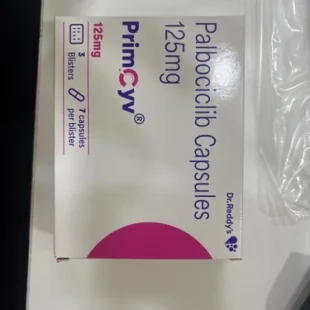 Palbociclib Capsules
125mg
PrimCyv®
125mg
3
Blisters
7 capsules
per blister
Dr.Reddy's